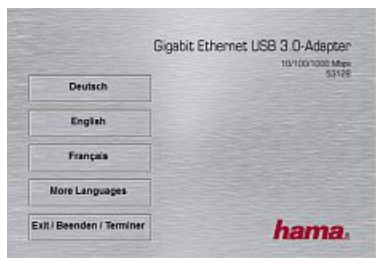 Gigabit Ethernet USB 3.0-Adapter
10/100/1000 Mbps
53128
Deutsch
English
Français
More Languages
Exit / Beenden / Terminer
hama.